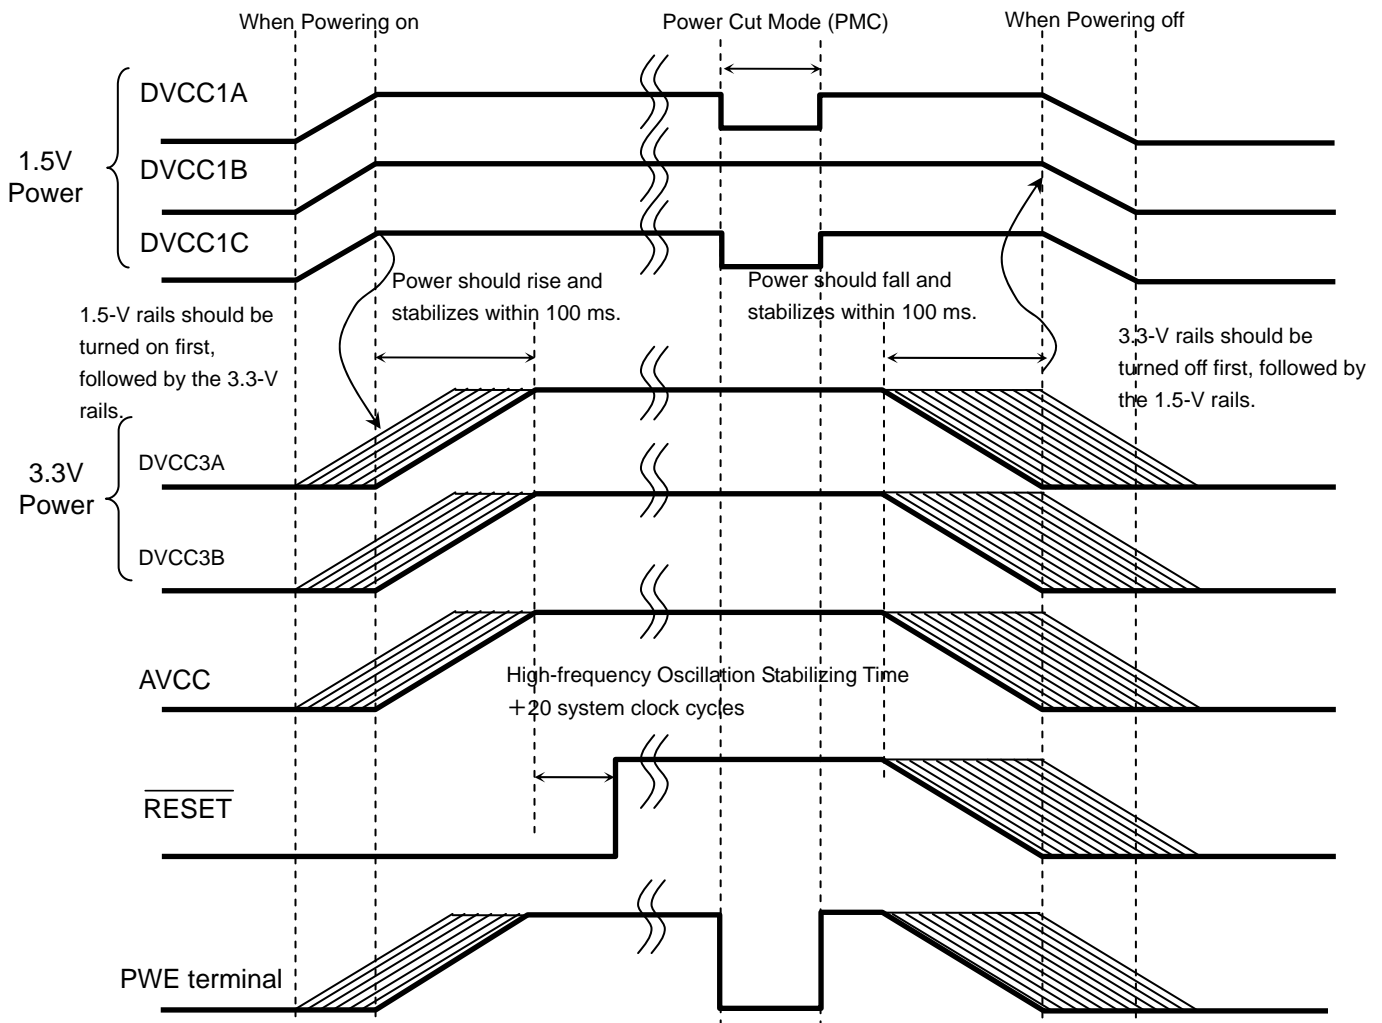 When Powering on
Power Cut Mode (PMC)
When Powering off
DVCC1A
1.5V
Power
DVCC1B
DVCC1C
Power should rise and
stabilizes within 100 ms.
Power should fall and
stabilizes within 100 ms.
1.5-V rails should be
turned on first,
followed by the 3.3-V
rails.
3.3-V rails should be
turned off first, followed by
the 1.5-V rails.
3.3V
Power
DVCC3A
DVCC3B
AVCC
High-frequency Oscillation Stabilizing Time
+20 system clock cycles
RESET
PWE terminal